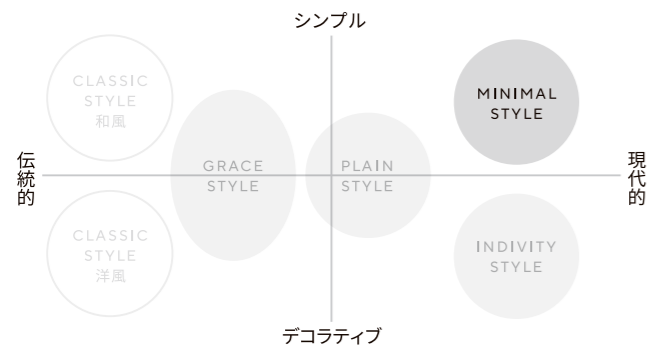 シンプル
CLASSIC
STYLE
和風
MINIMAL
STYLE
伝統的
GRACE
STYLE
PLAIN
STYLE
現代的
CLASSIC
STYLE
洋風
INDIVITY
STYLE
デコラティブ